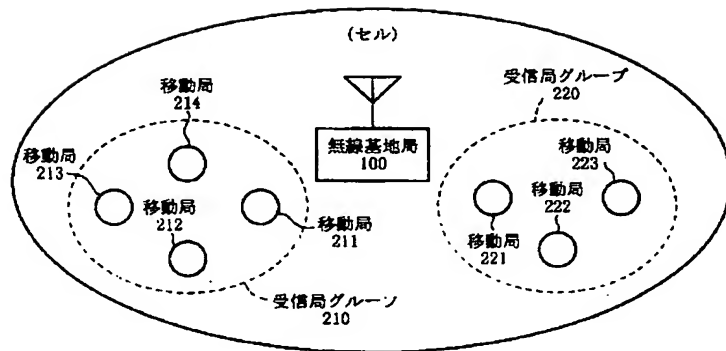 (セル)
移動局
214
受信局グループ
220
移動局
213
無線基地局
100
移動局
223
移動局
212
移動局
211
移動局
222
移動局
221
受信局グルーソ
210